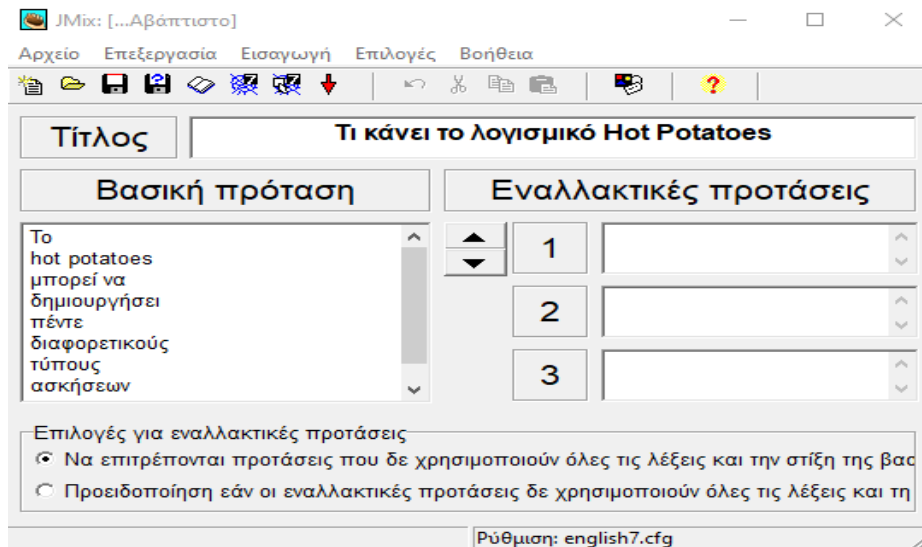 JMix: [...Αβάπτιστο]
Αρχείο Επεξεργασία Εισαγωγή Επιλογές Βοήθεια
Τίτλος
Τι κάνει το λογισμικό Hot Potatoes
Βασική πρόταση
Εναλλακτικές προτάσεις
Το
hot potatoes
μπορεί να
δημιουργήσει
πέντε
διαφορετικούς
τύπους
ασκήσεων
1
2
3
Επιλογές για εναλλακτικές προτάσεις
Να επιτρέπονται προτάσεις που δε χρησιμοποιούν όλες τις λέξεις και την στίξη της βασ
Προειδοποίηση εάν οι εναλλακτικές προτάσεις δε χρησιμοποιούν όλες τις λέξεις και τη
Ρύθμιση: english7.cfg